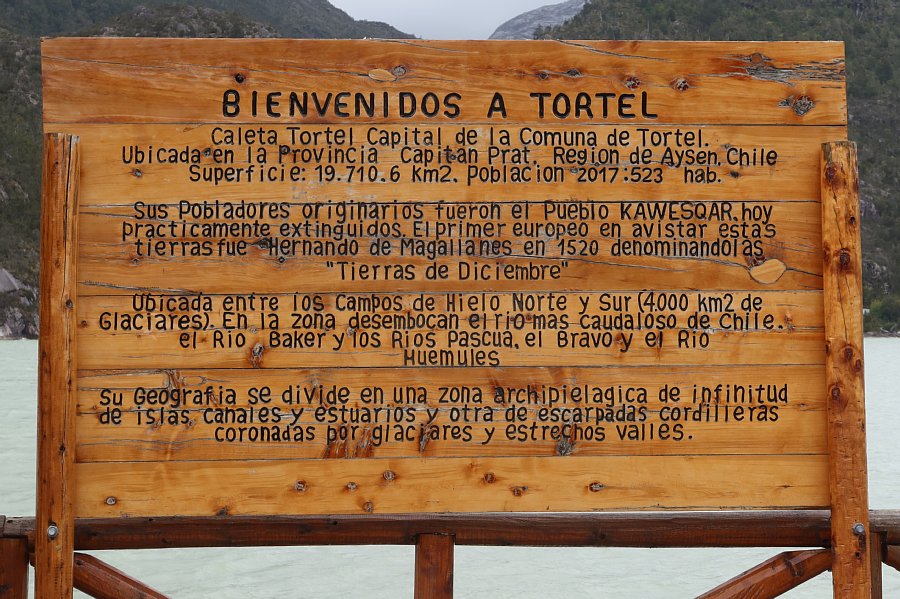 BIENVENIDOS A TORTEL
Caleta Tortel Capital de la Comuna de Tortel.
Ubicada en la Provincia Capitan Prat. Region de Aysen, Chile
Superficie: 19.710.6 km2. Poblacion 2017:523 hab.
Sus Pobladores originarios fueron el Pueblo KAWESQAR, hoy
practicamente extinguidos. El primer europeo en avistar estas
tierras fue Hernando de Magallanes en 1520 denominandolas
"Tierras de Diciembre"
Ubicada entre los Campos de Hielo Norte y Sur (4.000 km2 de
Glaciares). En la zona desembocan el rio mas caudaloso de Chile.
el Rio Baker y los Rios Pascua, el Bravo y el Rio
Huemules
Su Geografia se divide en una zona archipielagica de infinitud
de islas, canales y estuarios y otra de escarpadas cordilleras
coronadas por glaciares y estrechos valles.